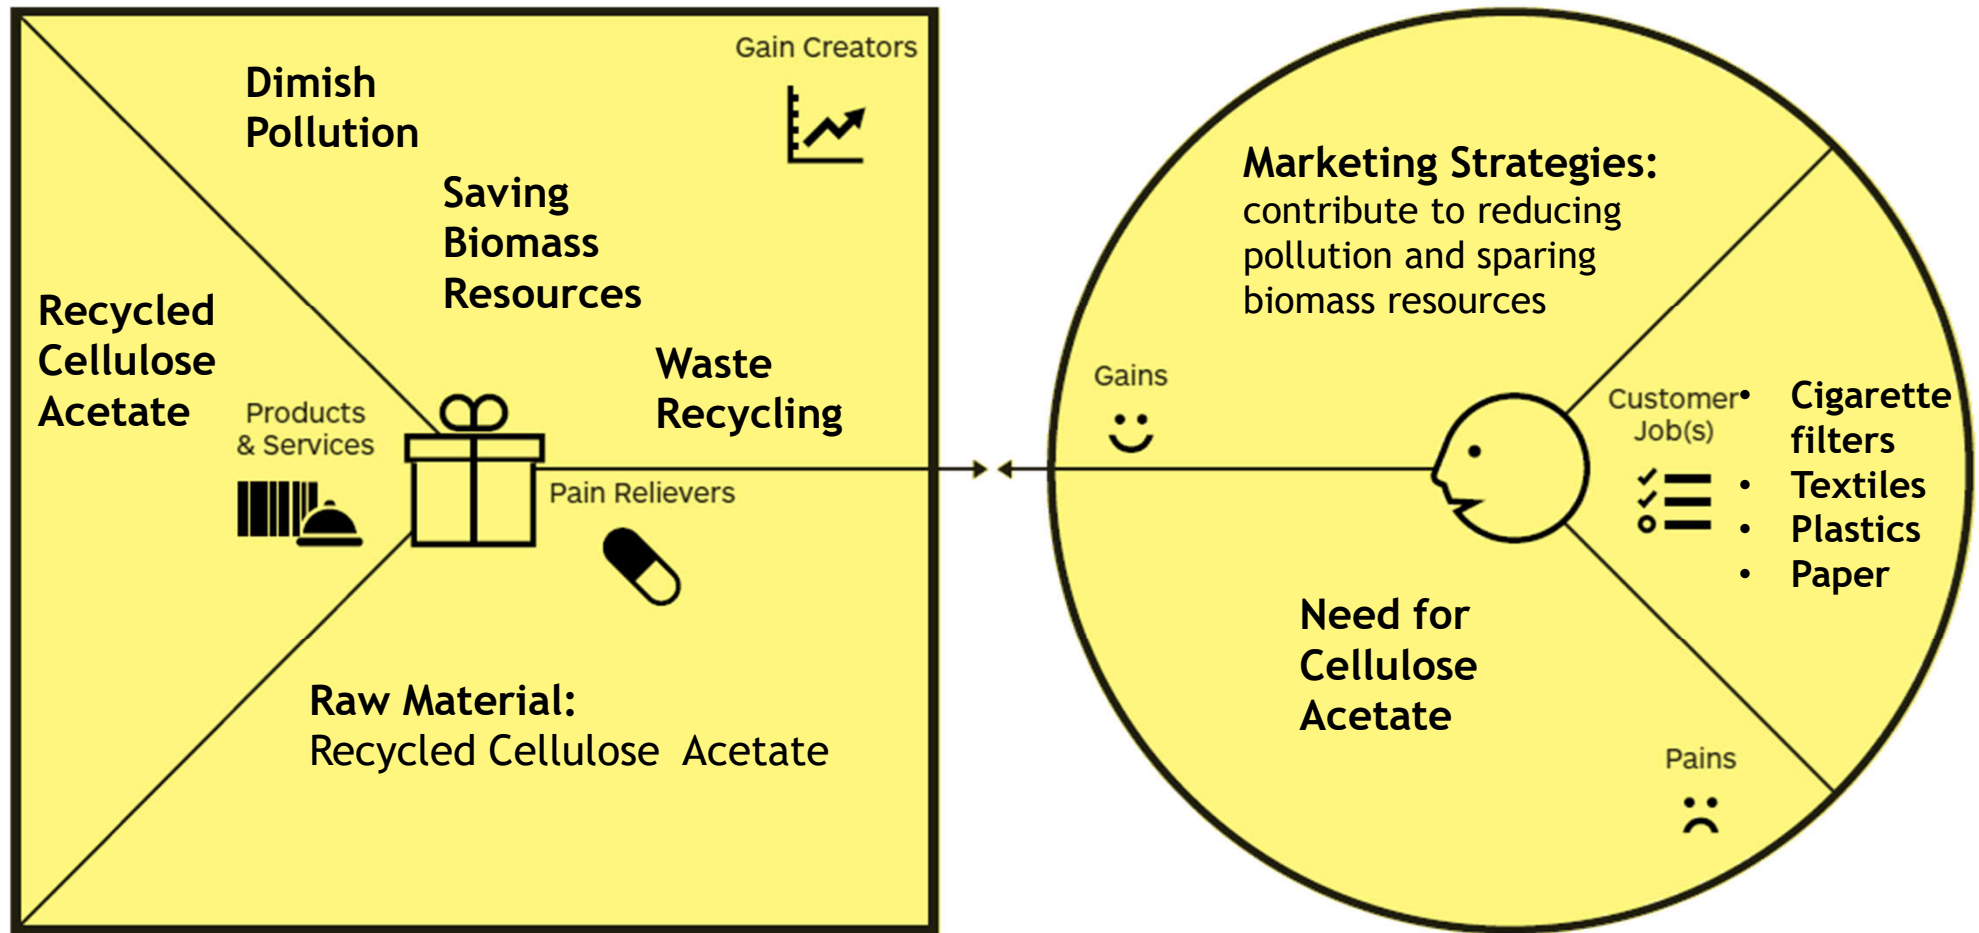 Gain Creators
Dimish
Pollution
Saving
Biomass
Resources
Waste
Recycling
Recycled
Cellulose
Acetate
Products
& Services
Pain Relievers
Raw Material:
Recycled Cellulose Acetate
Marketing Strategies:
contribute to reducing
pollution and sparing
biomass resources
Gains
Customer
Job(s)
• Cigarette
filters
• Textiles
• Plastics
• Paper
Need for
Cellulose
Acetate
Pains